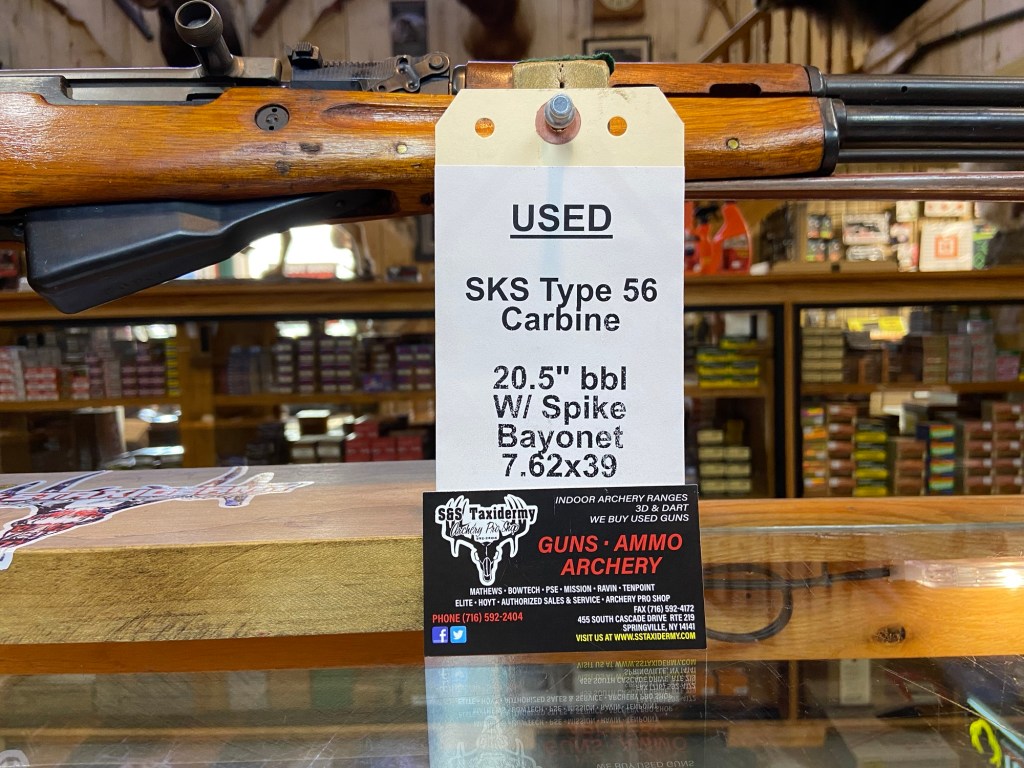 USED
SKS Type 56
Carbine
20.5" bbl
W/ Spike
Bayonet
7.62x39
S&S Taxidermy
Archery Pro Shop
INDOOR ARCHERY RANGES
3D & DART
WE BUY USED GUNS
GUNS · AMMO
ARCHERY
MATHEWS · BOWTECH · PSE · MISSION · RAVIN · TENPOINT
ELITE · HOYT · AUTHORIZED SALES & SERVICE · ARCHERY PRO SHOP
PHONE (716) 592-2404
FAX (716) 592-4172
455 SOUTH CASCADE DRIVE RTE 219
SPRINGVILLE, NY 14141
VISIT US AT WWW.SSTAXIDERMY.COM